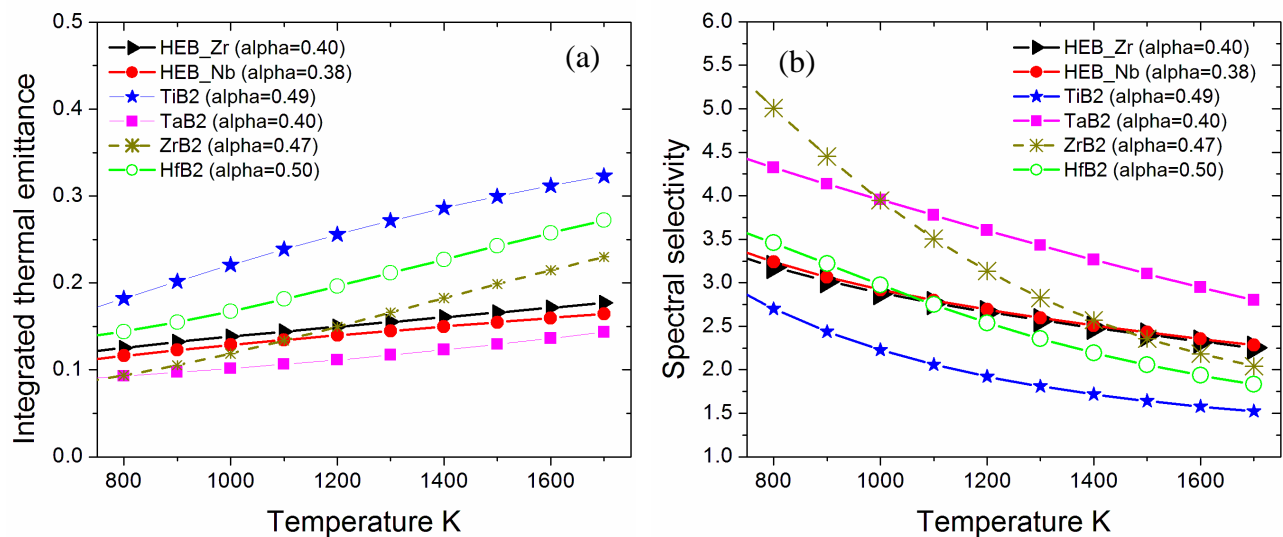 Integrated thermal emittance
0.5
0.4
0.3
0.2
0.1
0.0
HEB_Zr (alpha=0.40)
HEB_Nb (alpha=0.38)
TiB2 (alpha=0.49)
TaB2 (alpha=0.40)
ZrB2 (alpha=0.47)
HfB2 (alpha=0.50)
(a)
800 1000 1200 1400 1600
Temperature K
Spectral selectivity
6.0
5.5
5.0
4.5
4.0
3.5
3.0
2.5
2.0
1.5
1.0
(b)
HEB_Zr (alpha=0.40)
HEB_Nb (alpha=0.38)
TiB2 (alpha=0.49)
TaB2 (alpha=0.40)
ZrB2 (alpha=0.47)
HfB2 (alpha=0.50)
800 1000 1200 1400 1600
Temperature K